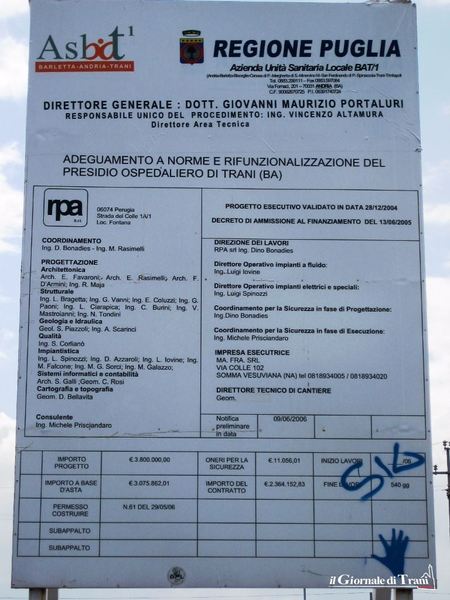 Asbat1
BARLETTA-ANDRIA-TRANI
REGIONE PUGLIA
Azienda Unità Sanitaria Locale BAT/1
DIRETTORE GENERALE : DOTT. GIOVANNI MAURIZIO PORTALURI
RESPONSABILE UNICO DEL PROCEDIMENTO: ING. VINCENZO ALTAMURA
Direttore Area Tecnica
ADEGUAMENTO A NORME E RIFUNZIONALIZZAZIONE DEL
PRESIDIO OSPEDALIERO DI TRANI (BA)
rpa
06074 Perugia
Strada del Colle 1A/1
Loc. Fontana
COORDINAMENTO
Ing. D. Bonadies - Ing. M. Rasimelli
PROGETTAZIONE
Architettonica
Arch. E. Favaroni; Arch. E. Rasimelli; Arch. F.
D'Armini; Ing. R. Maja
Strutturale
Ing. L. Bragetta; Ing. G. Vanni; Ing. E. Coluzzi; Ing. G.
Paoni; Ing. L. Ciarapica; Ing. C. Burini; Ing. V.
Mastroianni; Ing. N. Tondini
Geologia e Idraulica
Geol. S. Piazzoli; Ing. A. Scarinci
Qualità
Ing. S. Corlianò
Impiantistica
Ing. L. Spinozzi; Ing. D. Azzaroli; Ing. L. Iovine; Ing.
M. Falcone; Ing. M.G. Sorci; Ing. M. Galazzo;
Sistemi informatici e contabilità
Arch. S. Galli ;Geom. C. Rosi
Cartografia e topografia
Geom. D. Bellavita
Consulente
Ing. Michele Prisciandaro
PROGETTO ESECUTIVO VALIDATO IN DATA 28/12/2004
DECRETO DI AMMISSIONE AL FINANZIAMENTO DEL 13/06/2005
DIREZIONE DEI LAVORI
RPA srl Ing. Dino Bonadies
Direttore Operativo impianti a fluido:
Ing. Luigi Iovine
Direttore Operativo impianti elettrici e speciali:
Ing. Luigi Spinozzi
Coordinamento per la Sicurezza in fase di Progettazione:
Ing Dino Bonadies
Coordinamento per la Sicurezza in fase di Esecuzione:
Ing. Michele Prisciandaro
IMPRESA ESECUTRICE
MA. FRA. SRL
VIA COLLE 102
SOMMA VESUVIANA (NA) tel 0818934005 / 0818934020
DIRETTORE TECNICO DI CANTIERE
Geom.
Notifica
preliminare
in data
09/06/2006
IMPORTO
PROGETTO
€ 3.800.000,00
ONERI PER LA
SICUREZZA
€.11.056,01
INIZIO LAVORI
/06
IMPORTO A BASE
D'ASTA
€ 3.075.862,01
IMPORTO DEL
CONTRATTO
€ 2.364.152,83
FINE LAVORI
540 gg
PERMESSO
COSTRUIRE
N.61 DEL 29/05/06
SUBAPPALTO
SUBAPPALTO
il Giornale di Trani